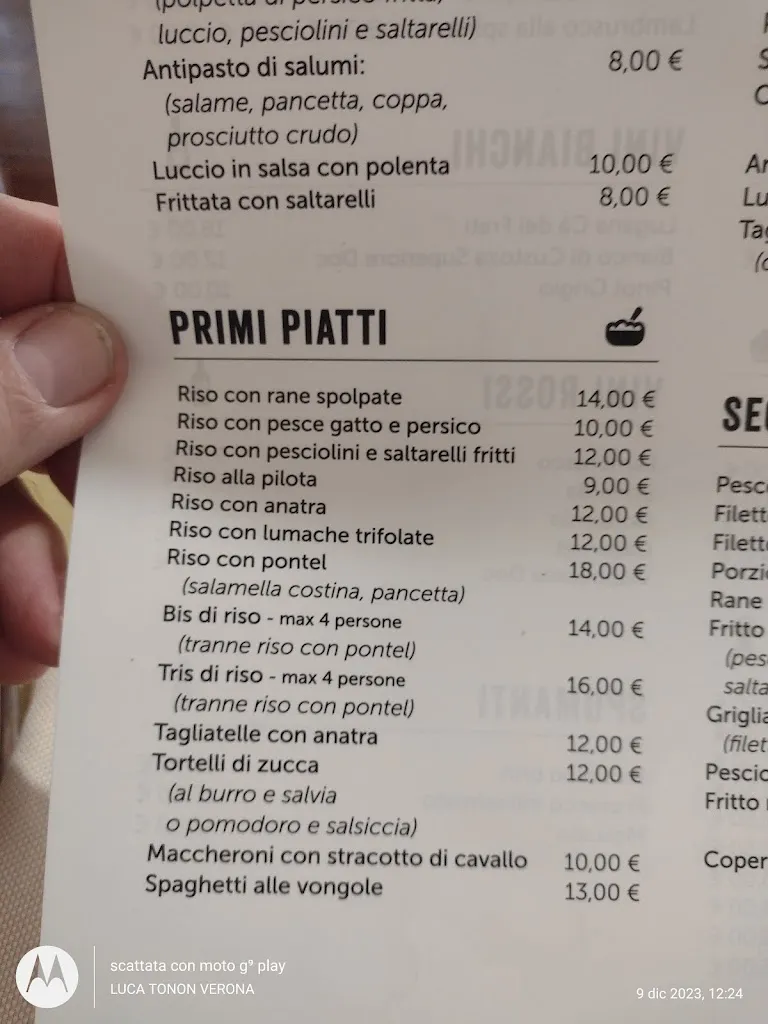 luccio, pesciolini e saltarelli)
Antipasto di salumi: 8,00 €
(salame, pancetta, coppa,
prosciutto crudo)
Luccio in salsa con polenta 10,00 €
Frittata con saltarelli 8,00 €
PRIMI PIATTI
Riso con rane spolpate 14,00 €
Riso con pesce gatto e persico 10,00 €
Riso con pesciolini e saltarelli fritti 12,00 €
Riso alla pilota 9,00 €
Riso con anatra 12,00 €
Riso con lumache trifolate 12,00 €
Riso con pontel 18,00 €
(salamella costina, pancetta)
Bis di riso - max 4 persone 14,00 €
(tranne riso con pontel)
Tris di riso - max 4 persone 16,00 €
(tranne riso con pontel)
Tagliatelle con anatra 12,00 €
Tortelli di zucca 12,00 €
(al burro e salvia
o pomodoro e salsiccia)
Maccheroni con stracotto di cavallo 10,00 €
Spaghetti alle vongole 13,00 €
Rane
Fritto
scattata con moto g⁹ play
LUCA TONON VERONA
9 dic 2023, 12:24